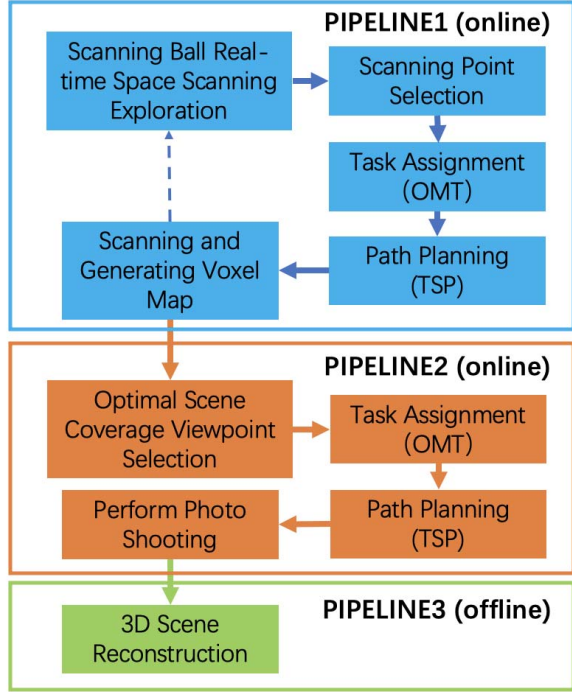 PIPELINE1 (online)
Scanning Ball Real-
time Space Scanning
Exploration
Scanning Point
Selection
Task Assignment
(OMT)
Path Planning
(TSP)
Scanning and
Generating Voxel
Map
PIPELINE2 (online)
Optimal Scene
Coverage Viewpoint
Selection
Task Assignment
(OMT)
Path Planning
(TSP)
Perform Photo
Shooting
PIPELINE3 (offline)
3D Scene
Reconstruction